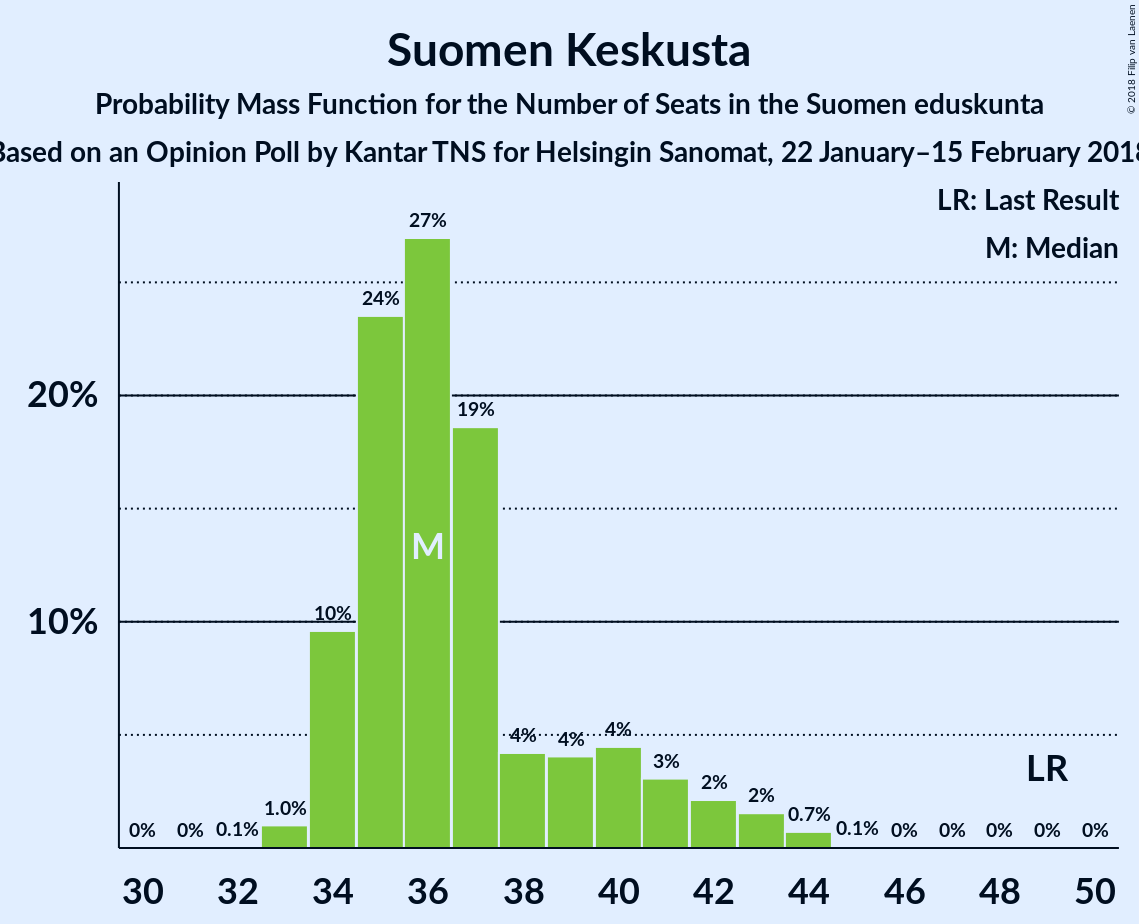 Suomen Keskusta
Probability Mass Function for the Number of Seats in the Suomen eduskunta
Based on an Opinion Poll by Kantar TNS for Helsingin Sanomat, 22 January–15 February 2018
© 2018 Filip van Laenen
LR: Last Result
M: Median
27%
24%
20%
19%
M
10%
10%
4% 4% 4%
3%
LR
2% 2%
1.0% 0.7%
0% 0% 0.1% 0.1% 0% 0% 0% 0% 0%
30 32 34 36 38 40 42 44 46 48 50